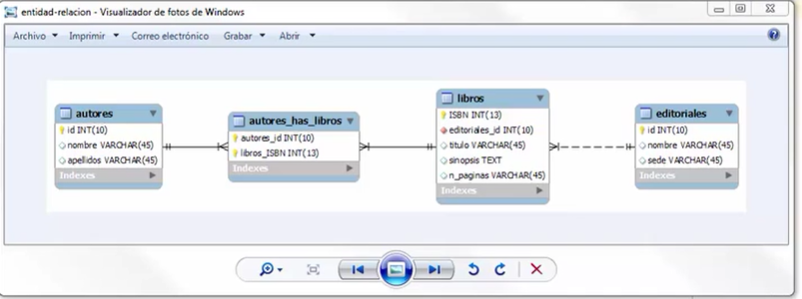 entidad-relacion - Visualizador de fotos de Windows
Archivo Imprimir Correo electrónico Grabar Abrir
autores
id INT(10)
nombre VARCHAR(45)
apellidos VARCHAR(45)
Indexes
autores_has_libros
autores_id INT(10)
libros_ISBN INT(13)
Indexes
libros
ISBN INT(13)
editoriales_id INT(10)
titulo VARCHAR(45)
sinopsis TEXT
n_paginas VARCHAR(45)
Indexes
editoriales
id INT(10)
nombre VARCHAR(45)
sede VARCHAR(45)
Indexes